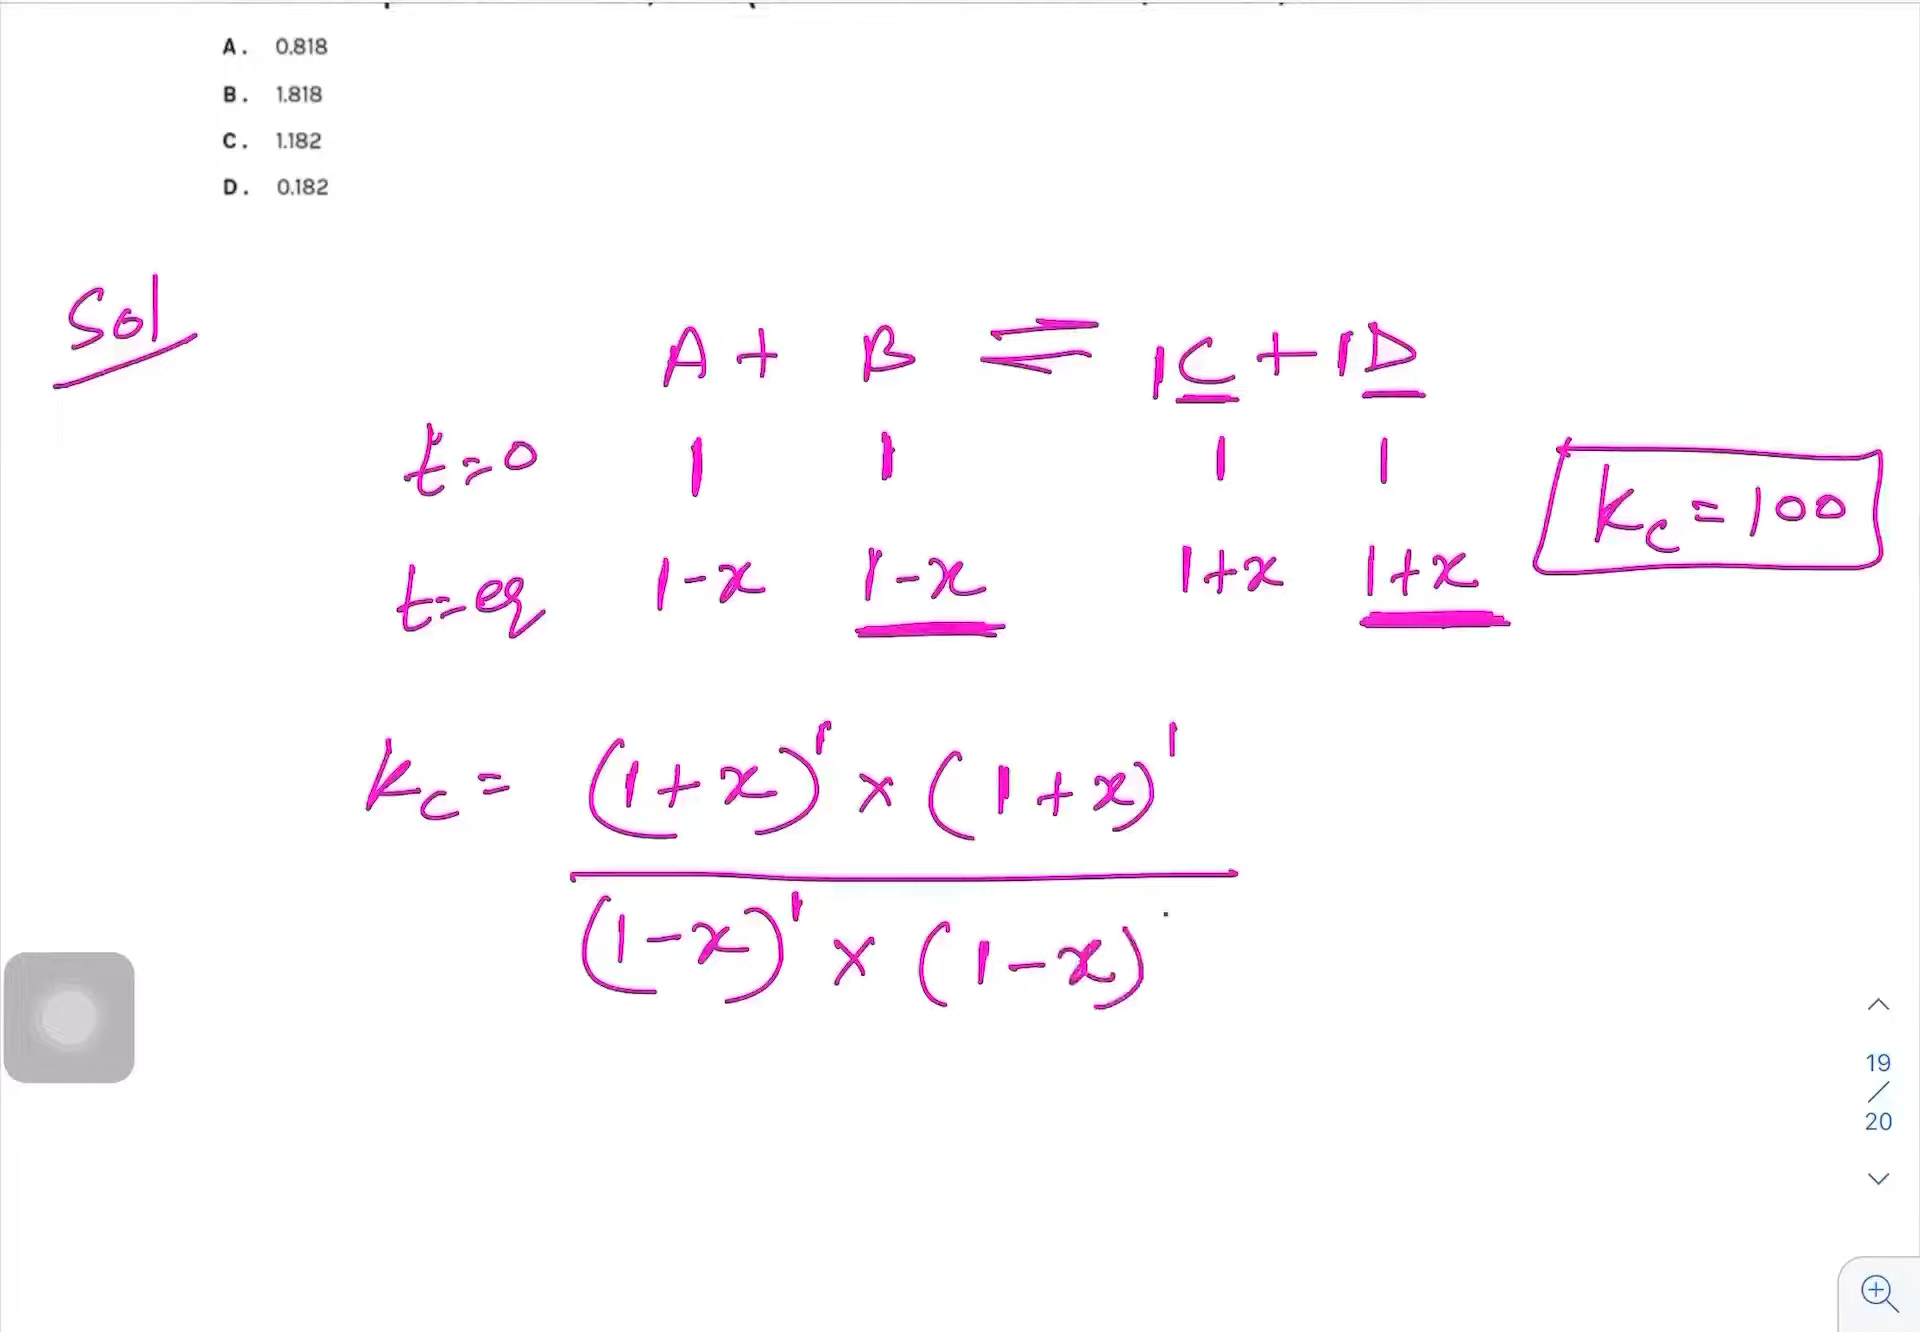 A. 0.818
B. 1.818
C. 1.182
D. 0.182
Sol
A + B ⇌ 1C + 1D
t=0 1 1 1 1
Kc = 100
t=eq 1-x 1-x 1+x 1+x
Kc = (1+x)¹ × (1+x)¹
(1-x)¹ × (1-x)
19
/
20